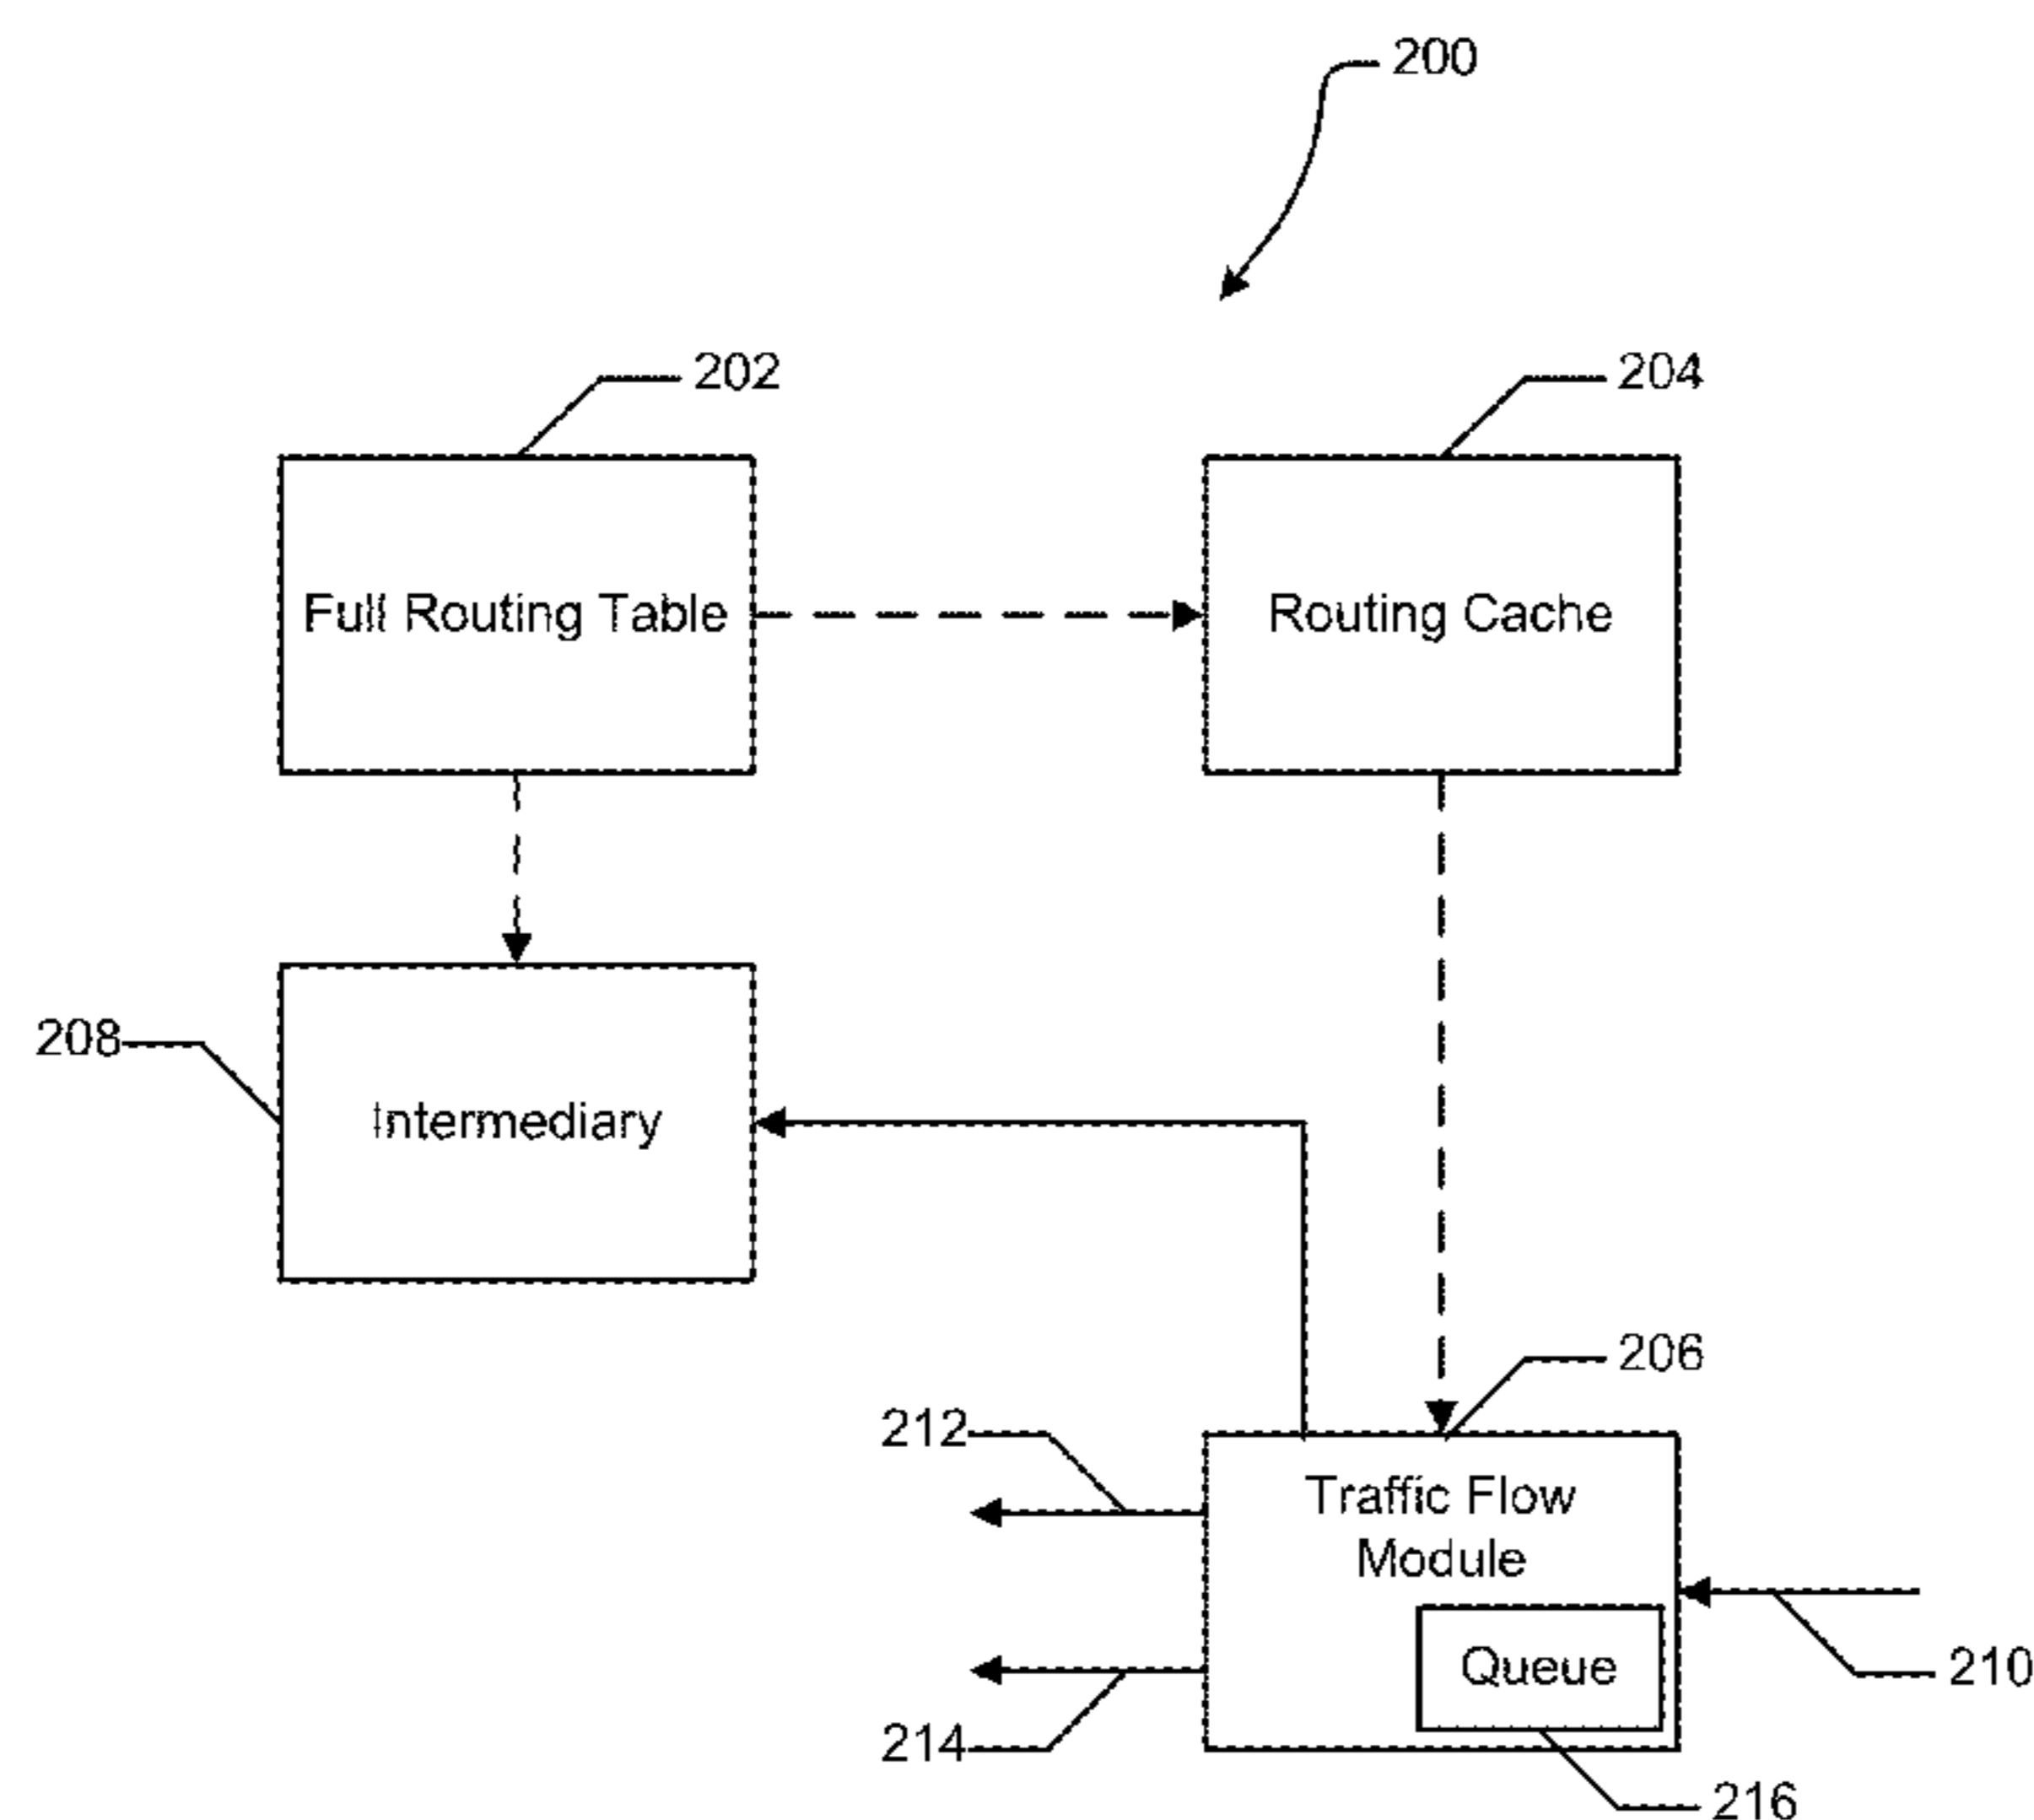 200
202
204
Full Routing Table
Routing Cache
208
Intermediary
206
212
Traffic Flow
Module
Queue
210
214
216